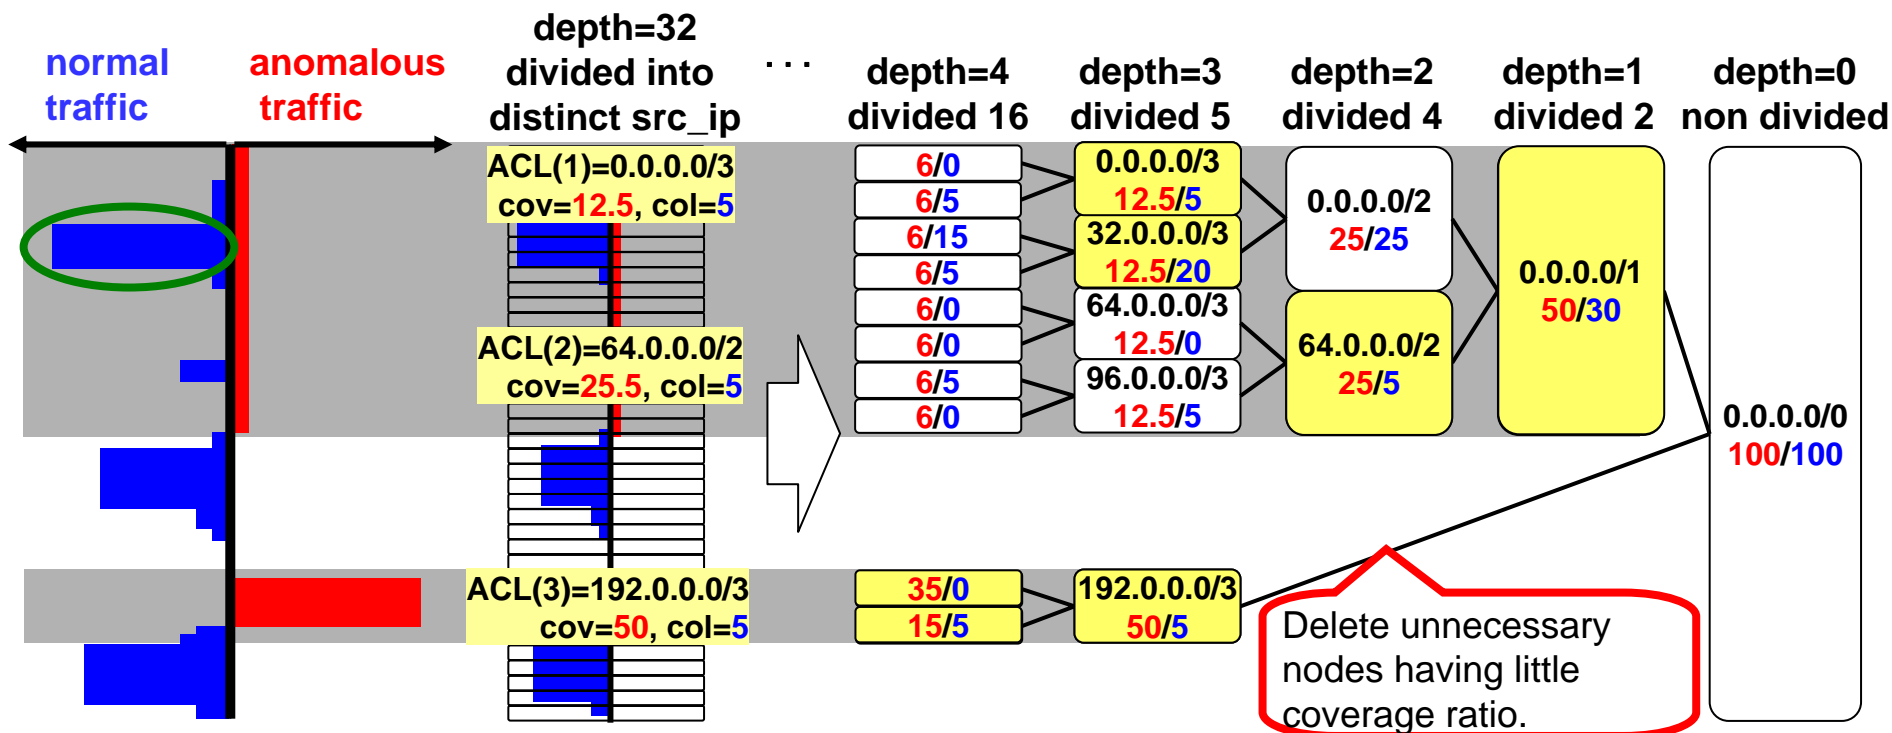 normal
traffic
anomalous
traffic
depth=32
divided into
distinct src_ip
...
depth=4
divided 16
depth=3
divided 5
depth=2
divided 4
depth=1
divided 2
depth=0
non divided
ACL(1)=0.0.0.0/3
cov=12.5, col=5
ACL(2)=64.0.0.0/2
cov=25.5, col=5
ACL(3)=192.0.0.0/3
cov=50, col=5
6/0
6/5
6/15
6/5
6/0
6/0
6/5
6/0
35/0
15/5
0.0.0.0/3
12.5/5
32.0.0.0/3
12.5/20
64.0.0.0/3
12.5/0
96.0.0.0/3
12.5/5
192.0.0.0/3
50/5
0.0.0.0/2
25/25
64.0.0.0/2
25/5
0.0.0.0/1
50/30
0.0.0.0/0
100/100
Delete unnecessary
nodes having little
coverage ratio.